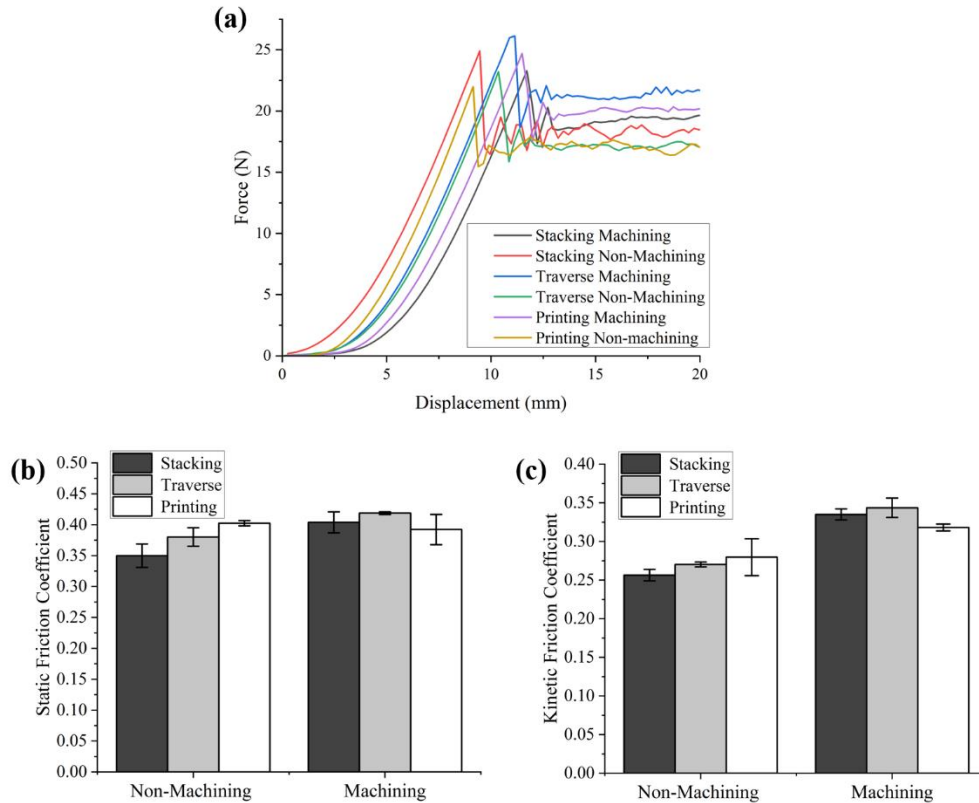 (a)
25
20
15
10
5
0
Force (N)
Stacking Machining
Stacking Non-Machining
Traverse Machining
Traverse Non-Machining
Printing Machining
Printing Non-machining
0 5 10 15 20
Displacement (mm)
(b)
Stacking
Traverse
Printing
0.50
0.45
0.40
0.35
0.30
0.25
0.20
0.15
0.10
0.05
0.00
Static Friction Coefficient
Non-Machining Machining
(c)
Stacking
Traverse
Printing
0.40
0.35
0.30
0.25
0.20
0.15
0.10
0.05
0.00
Kinetic Friction Coefficient
Non-Machining Machining